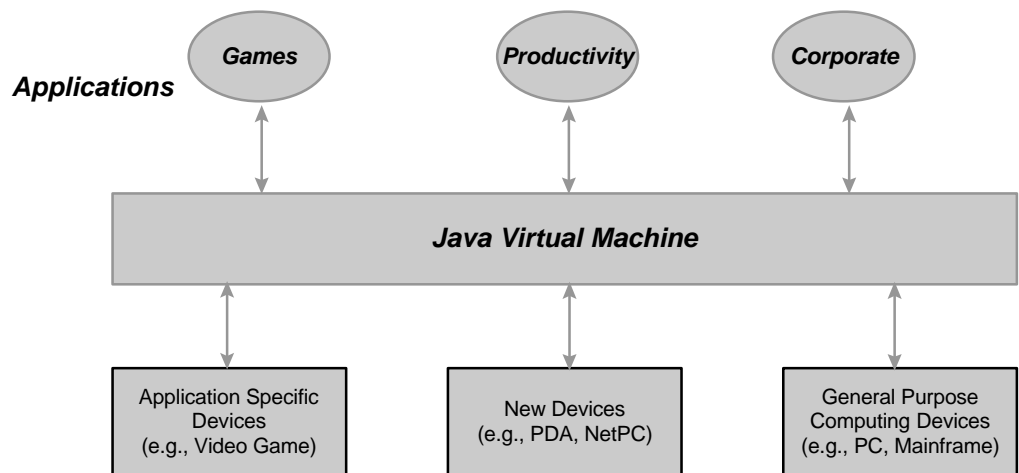 Games
Productivity
Corporate
Applications
Java Virtual Machine
Application Specific
Devices
(e.g., Video Game)
New Devices
(e.g., PDA, NetPC)
General Purpose
Computing Devices
(e.g., PC, Mainframe)